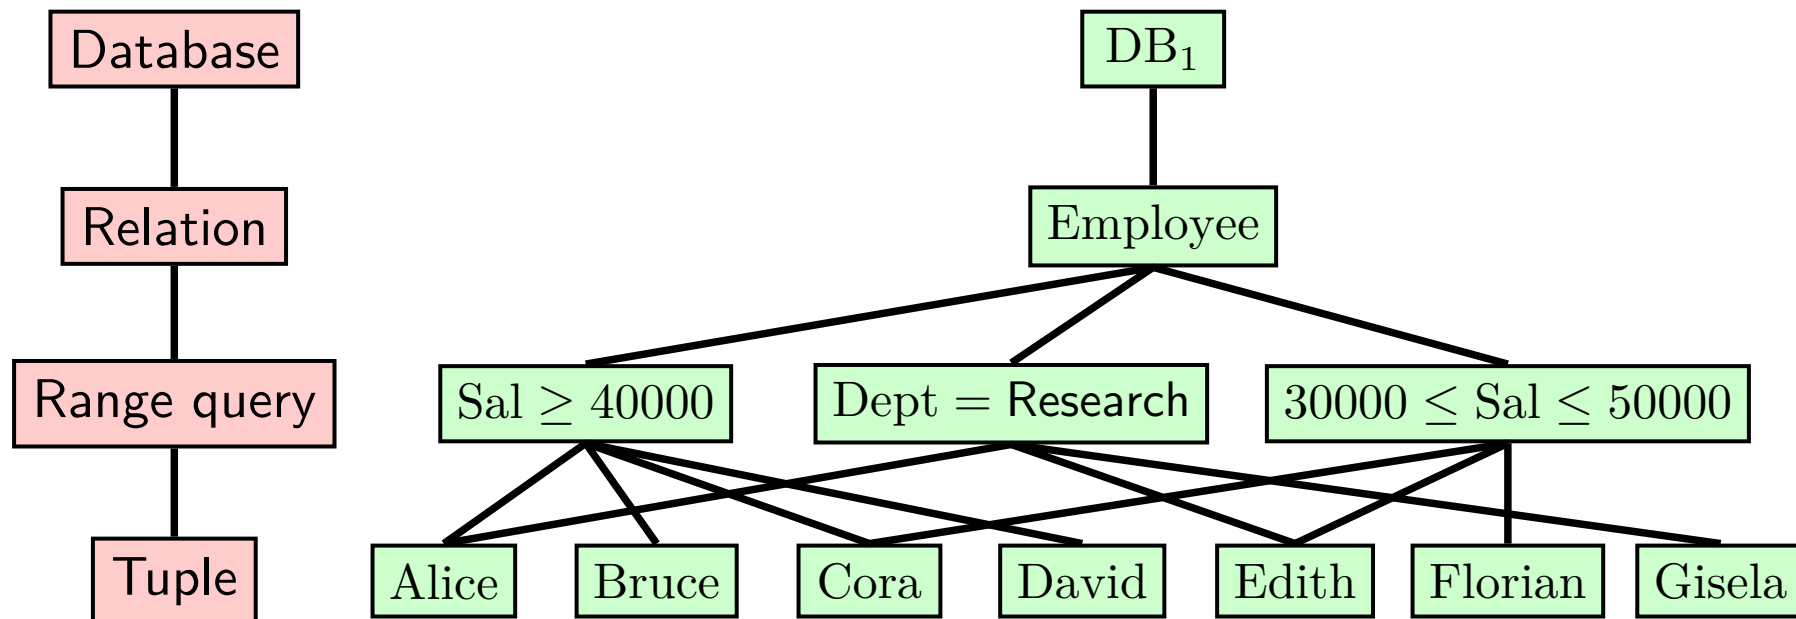 Database
DB₁
Relation
Employee
Range query
Sal ≥ 40000
Dept = Research
30000 ≤ Sal ≤ 50000
Tuple
Alice
Bruce
Cora
David
Edith
Florian
Gisela